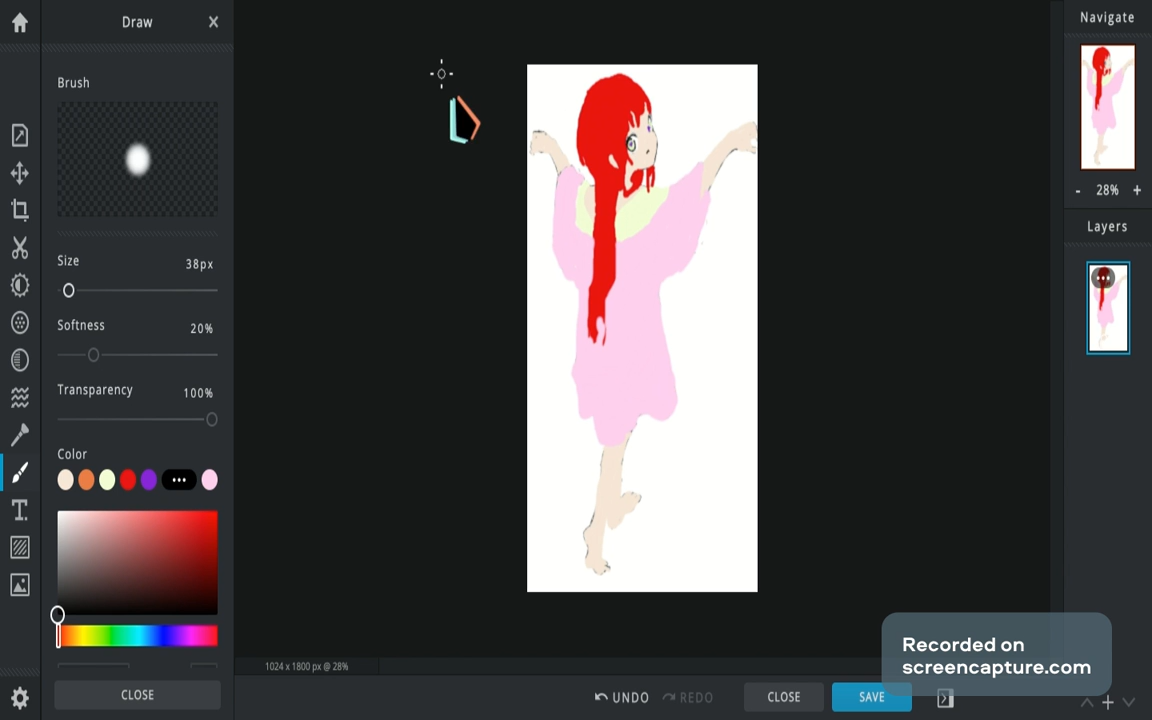 Draw
Navigate
Brush
- 28% +
Layers
Size 38px
Softness 20%
Transparency 100%
Color
1024 x 1800 px @ 28%
Recorded on
screencapture.com
CLOSE
UNDO REDO CLOSE SAVE